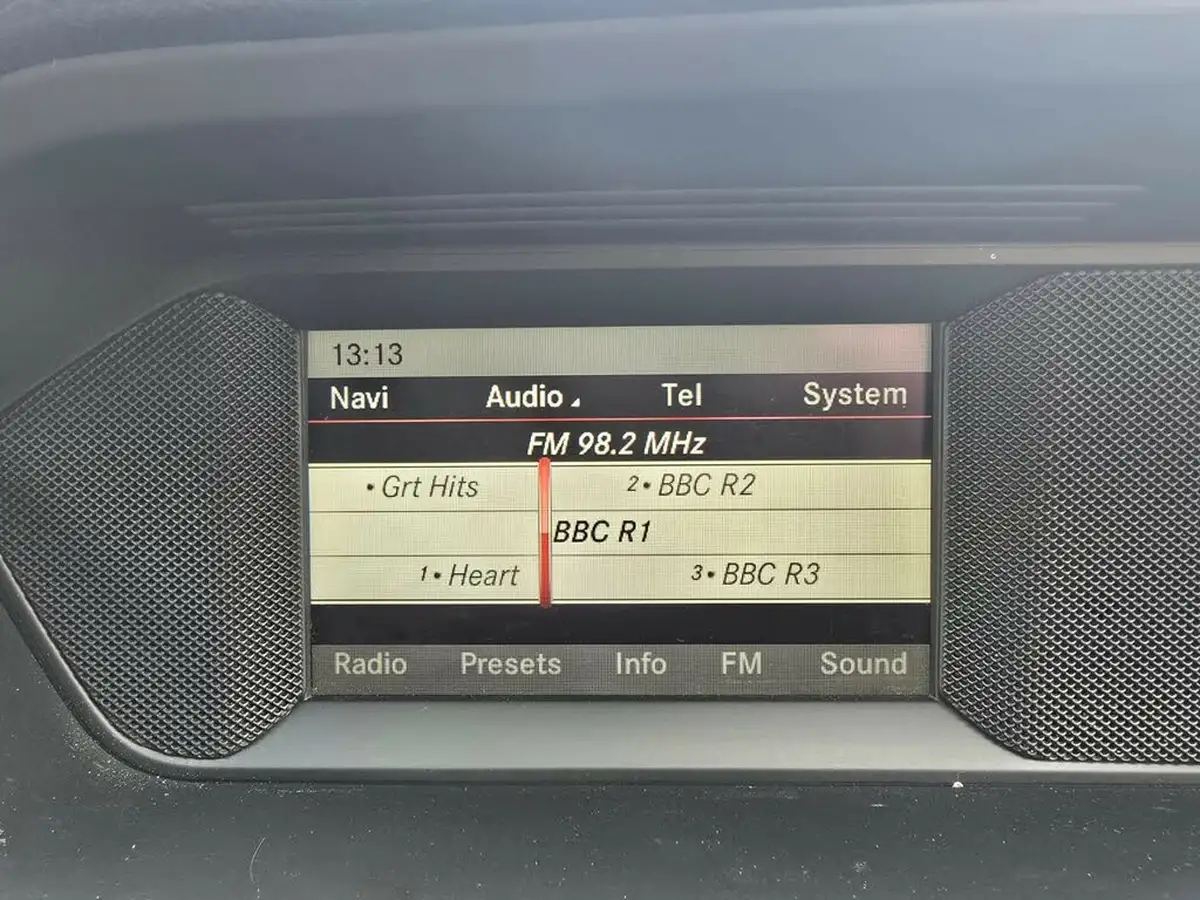 13:13
Navi Audio Tel System
FM 98.2 MHz
• Grt Hits 2• BBC R2
BBC R1
1• Heart 3• BBC R3
Radio Presets Info FM Sound